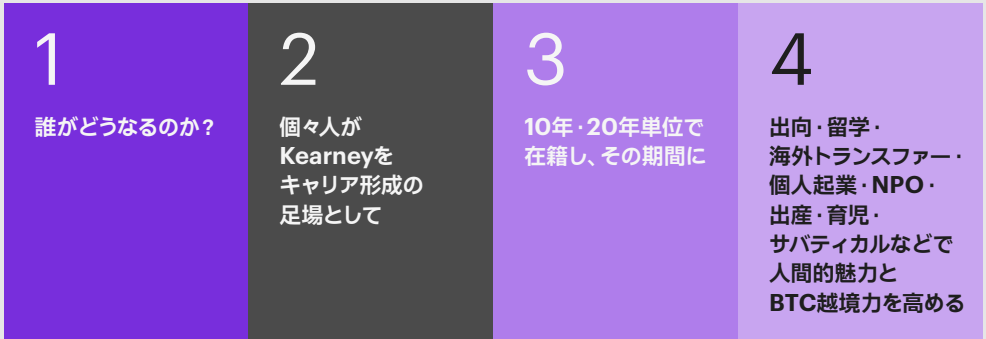 1
誰がどうなるのか？
2
個々人が
Kearneyを
キャリア形成の
足場として
3
10年・20年単位で
在籍し、その期間に
4
出向・留学・
海外トランスファー・
個人起業・NPO・
出産・育児・
サバティカルなどで
人間的魅力と
BTC越境力を高める